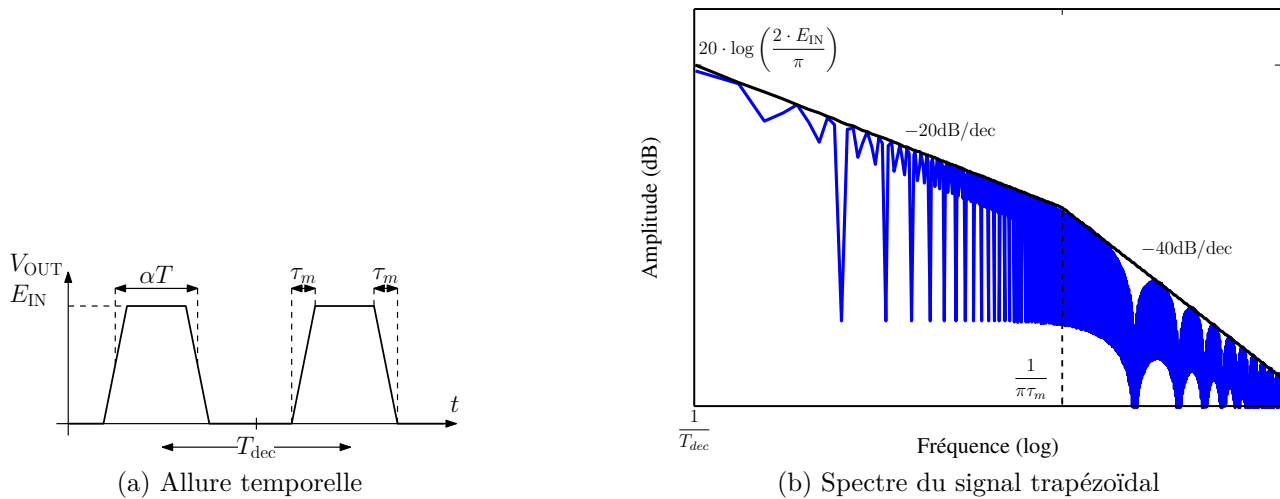 V_OUT
E_IN
αT
τ_m
τ_m
t
T_dec
(a) Allure temporelle
20 · log (2 · E_IN / π)
−20dB/dec
−40dB/dec
Amplitude (dB)
1 / πτ_m
1 / T_dec
Fréquence (log)
(b) Spectre du signal trapézoïdal